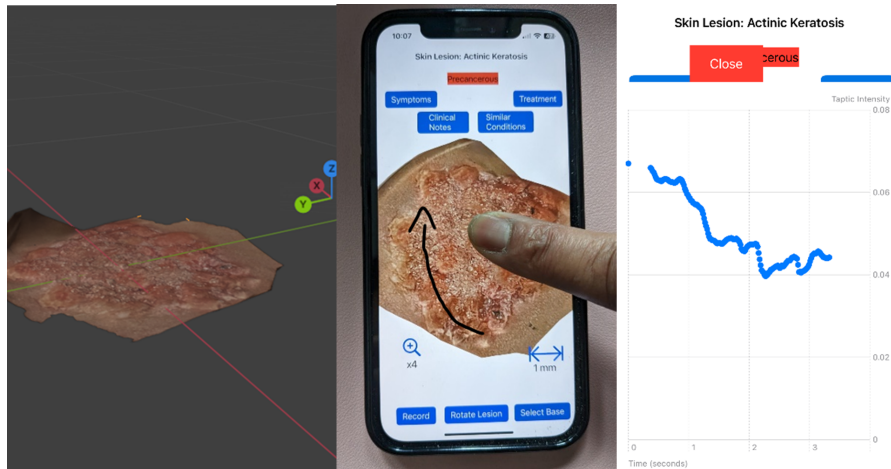 Z
X
Y
10:07
Skin Lesion: Actinic Keratosis
Precancerous
Symptoms
Treatment
Clinical
Notes
Similar
Conditions
x4
1 mm
Record
Rotate Lesion
Select Base
Skin Lesion: Actinic Keratosis
Close
cerous
Taptic Intensity
0.08
0.06
0.04
0.02
0
0
1
2
3
Time (seconds)